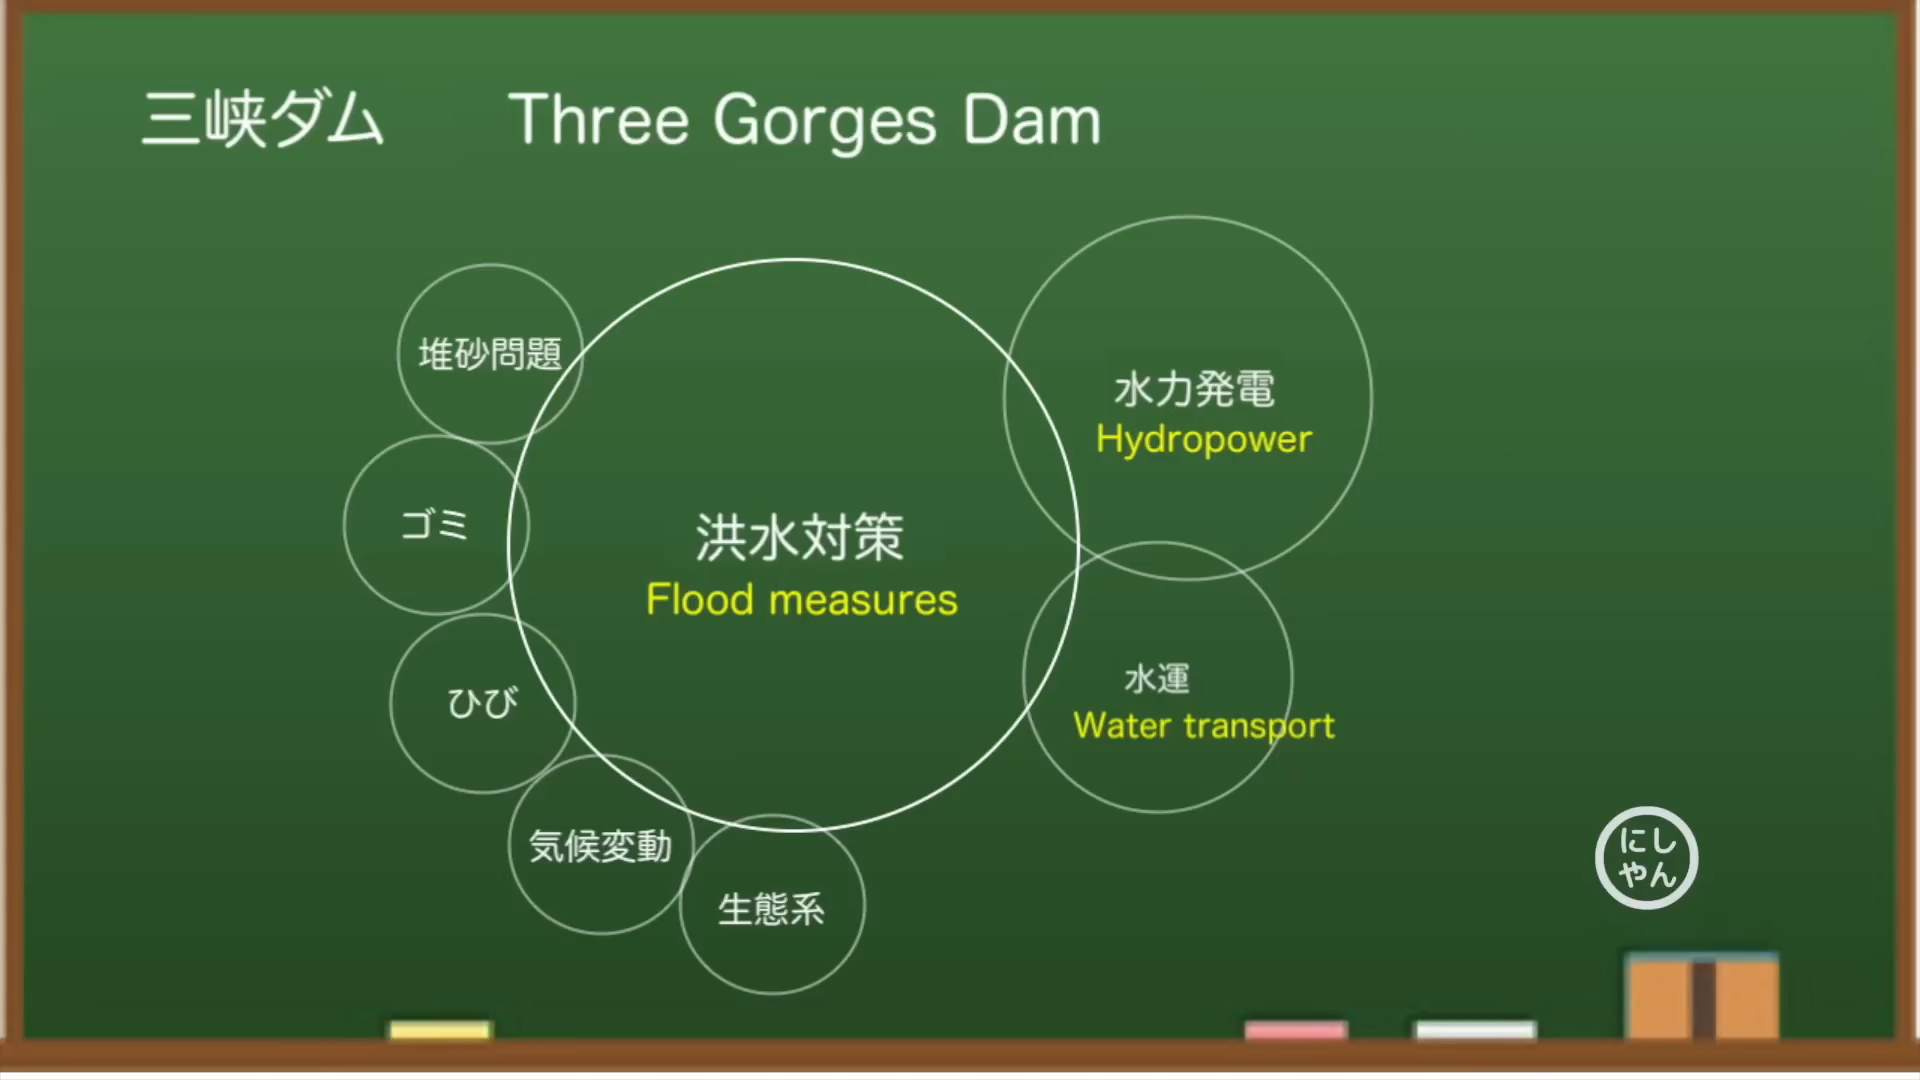 三峡ダム Three Gorges Dam
堆砂問題
水力発電
Hydropower
ゴミ
洪水対策
Flood measures
ひび
水運
Water transport
気候変動
生態系
にし
やん